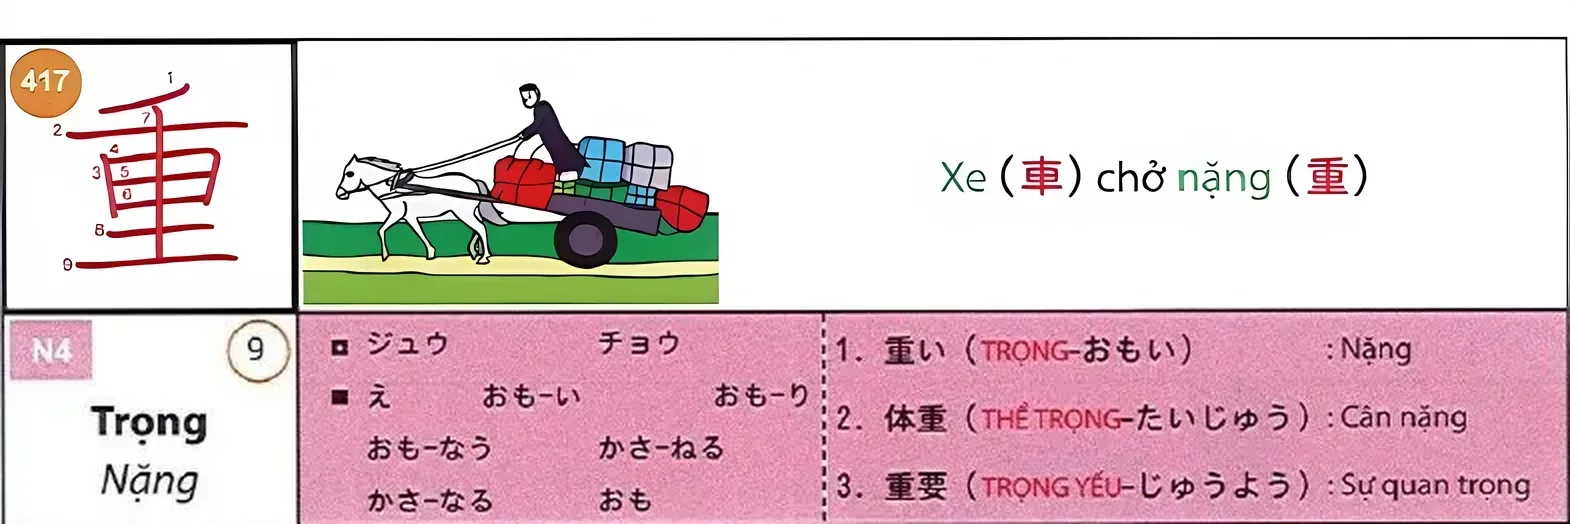 417
重
1
2
3
4
5
6
7
8
9
Xe (車) chở nặng (重)
N4
9
Trọng
Nặng
ジュウ チョウ
え おも-い おも-り
おも-なう かさ-ねる
かさ-なる おも
1. 重い (TRỌNG-おもい) : Nặng
2. 体重 (THỂ TRỌNG-たいじゅう) : Cân nặng
3. 重要 (TRỌNG YẾU-じゅうよう) : Sự quan trọng